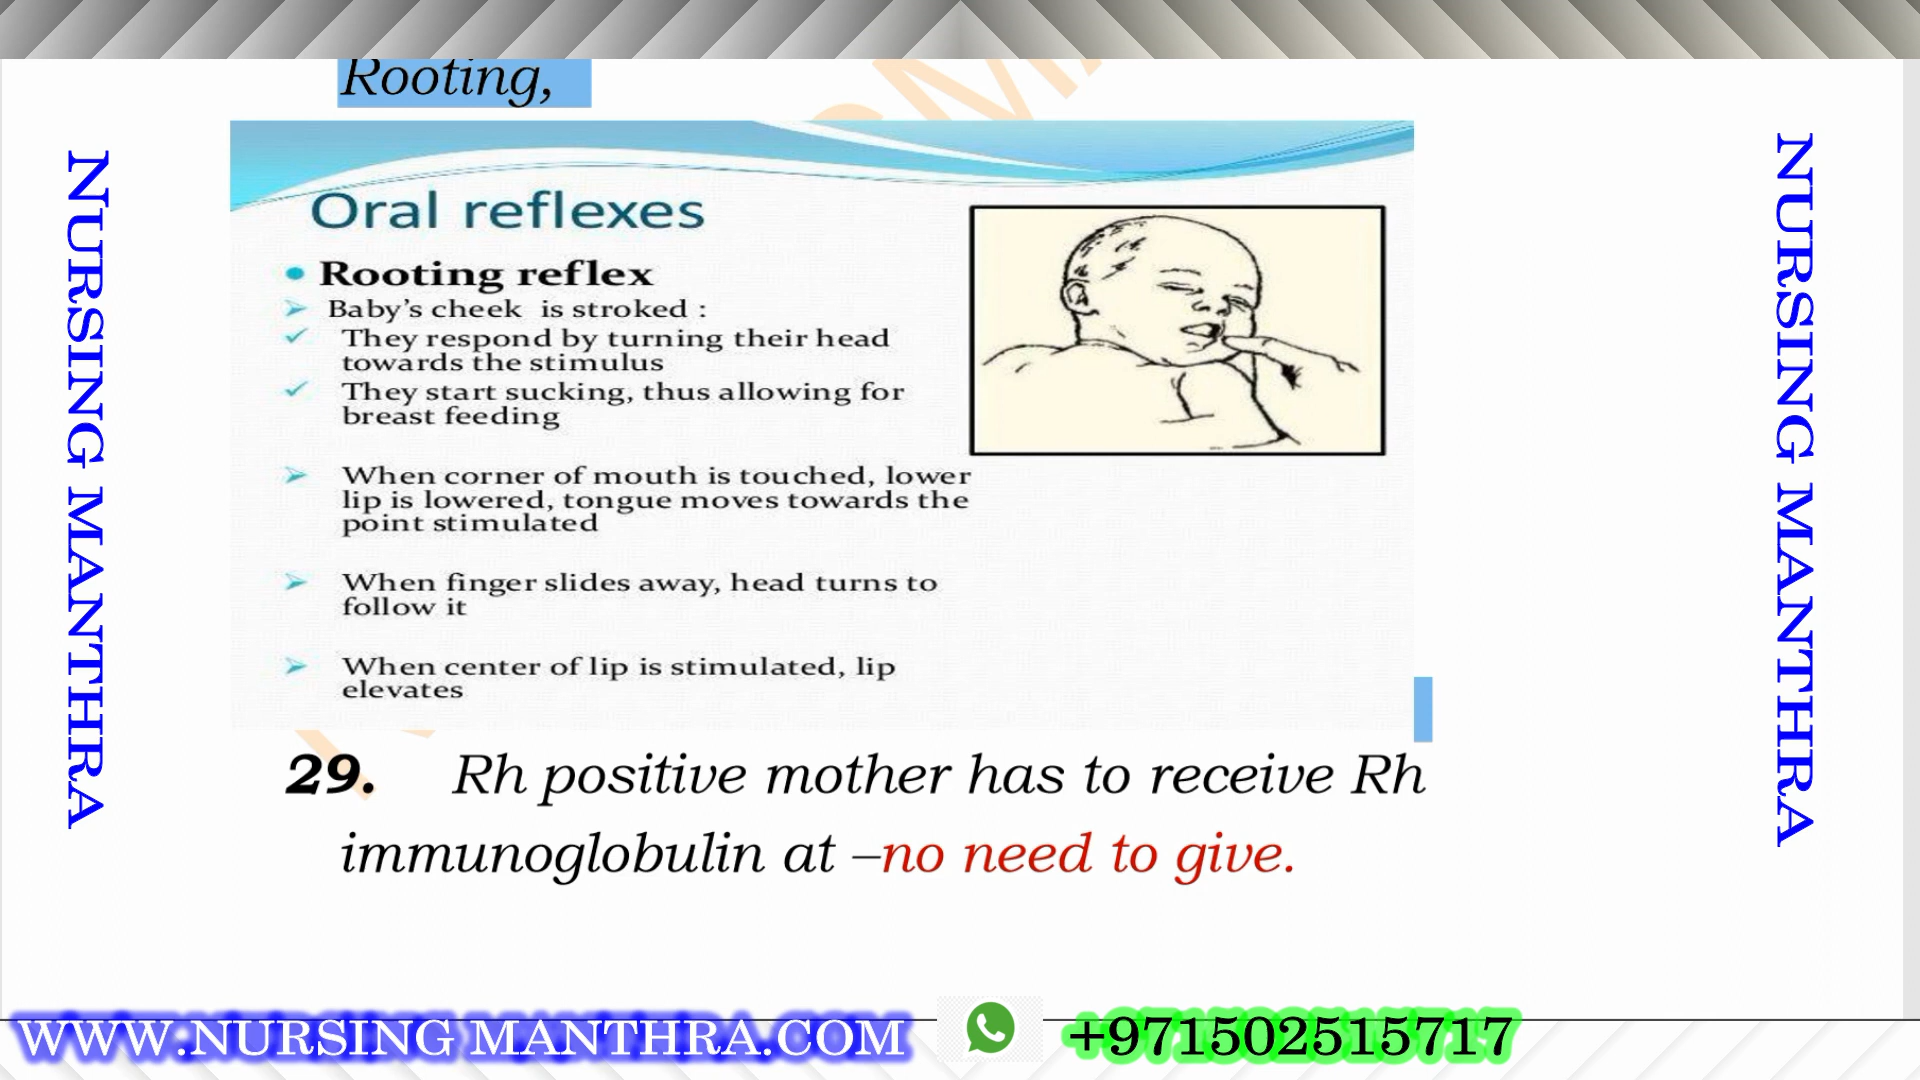 Rooting,
Oral reflexes
Rooting reflex
Baby's cheek is stroked :
They respond by turning their head
towards the stimulus
They start sucking, thus allowing for
breast feeding
When corner of mouth is touched, lower
lip is lowered, tongue moves towards the
point stimulated
When finger slides away, head turns to
follow it
When center of lip is stimulated, lip
elevates
29. Rh positive mother has to receive Rh
immunoglobulin at –no need to give.
NURSING MANTHRA
NURSING MANTHRA
WWW.NURSING MANTHRA.COM
+971502515717